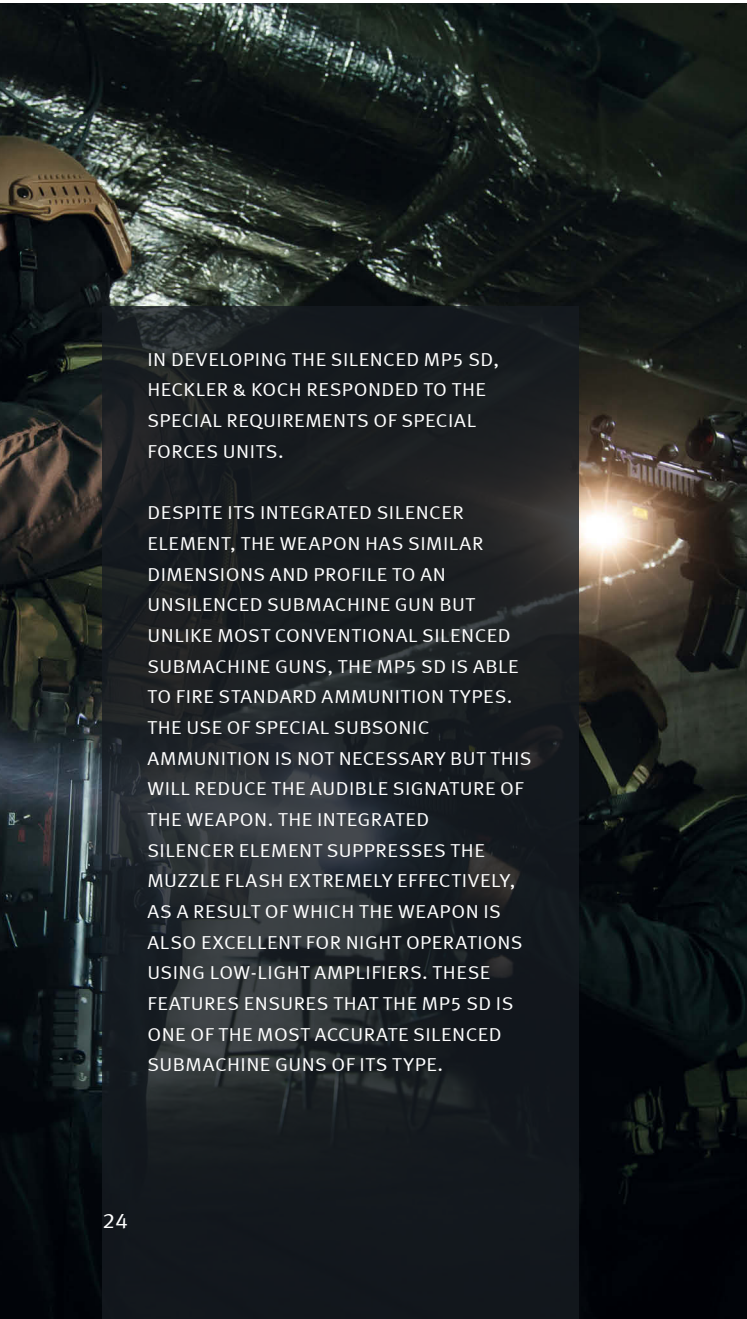 IN DEVELOPING THE SILENCED MP5 SD,
HECKLER & KOCH RESPONDED TO THE
SPECIAL REQUIREMENTS OF SPECIAL
FORCES UNITS.
DESPITE ITS INTEGRATED SILENCER
ELEMENT, THE WEAPON HAS SIMILAR
DIMENSIONS AND PROFILE TO AN
UNSILENCED SUBMACHINE GUN BUT
UNLIKE MOST CONVENTIONAL SILENCED
SUBMACHINE GUNS, THE MP5 SD IS ABLE
TO FIRE STANDARD AMMUNITION TYPES.
THE USE OF SPECIAL SUBSONIC
AMMUNITION IS NOT NECESSARY BUT THIS
WILL REDUCE THE AUDIBLE SIGNATURE OF
THE WEAPON. THE INTEGRATED
SILENCER ELEMENT SUPPRESSES THE
MUZZLE FLASH EXTREMELY EFFECTIVELY,
AS A RESULT OF WHICH THE WEAPON IS
ALSO EXCELLENT FOR NIGHT OPERATIONS
USING LOW-LIGHT AMPLIFIERS. THESE
FEATURES ENSURES THAT THE MP5 SD IS
ONE OF THE MOST ACCURATE SILENCED
SUBMACHINE GUNS OF ITS TYPE.
24